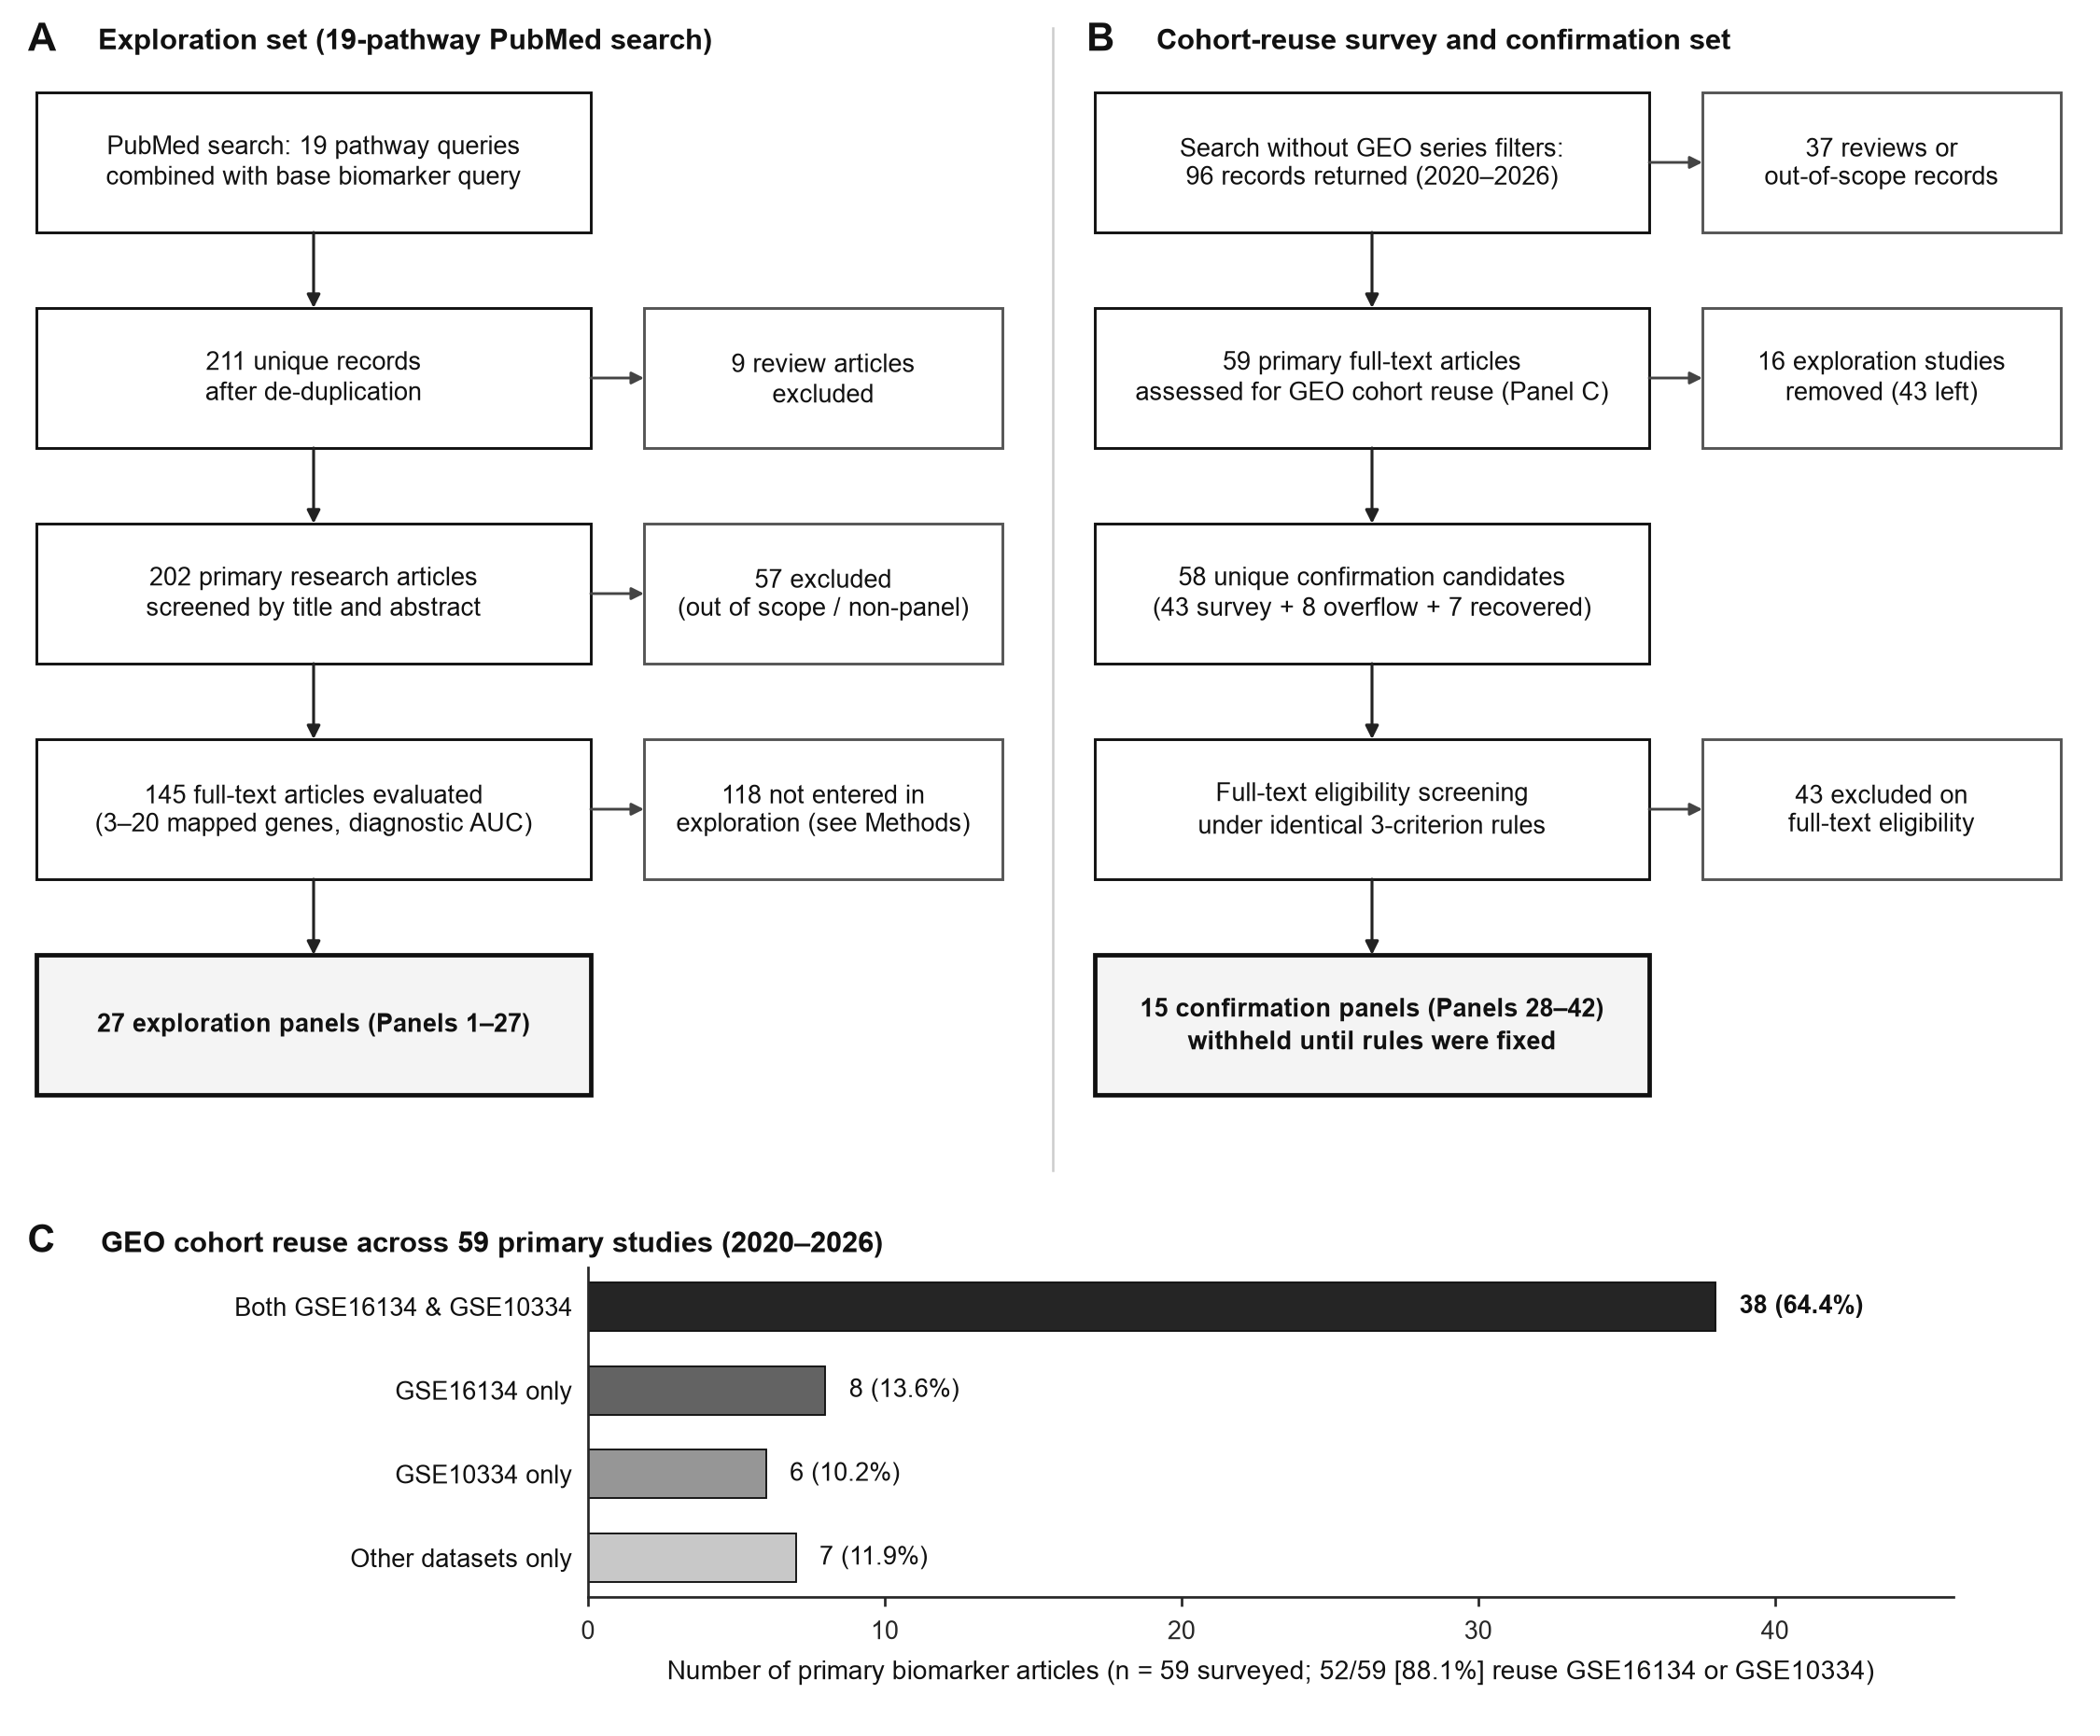 A Exploration set (19-pathway PubMed search)
PubMed search: 19 pathway queries
combined with base biomarker query
211 unique records
after de-duplication
9 review articles
excluded
202 primary research articles
screened by title and abstract
57 excluded
(out of scope / non-panel)
145 full-text articles evaluated
(3–20 mapped genes, diagnostic AUC)
118 not entered in
exploration (see Methods)
27 exploration panels (Panels 1–27)
B Cohort-reuse survey and confirmation set
Search without GEO series filters:
96 records returned (2020–2026)
37 reviews or
out-of-scope records
59 primary full-text articles
assessed for GEO cohort reuse (Panel C)
16 exploration studies
removed (43 left)
58 unique confirmation candidates
(43 survey + 8 overflow + 7 recovered)
Full-text eligibility screening
under identical 3-criterion rules
43 excluded on
full-text eligibility
15 confirmation panels (Panels 28–42)
withheld until rules were fixed
C GEO cohort reuse across 59 primary studies (2020–2026)
Both GSE16134 & GSE10334 38 (64.4%)
GSE16134 only 8 (13.6%)
GSE10334 only 6 (10.2%)
Other datasets only 7 (11.9%)
0 10 20 30 40
Number of primary biomarker articles (n = 59 surveyed; 52/59 [88.1%] reuse GSE16134 or GSE10334)